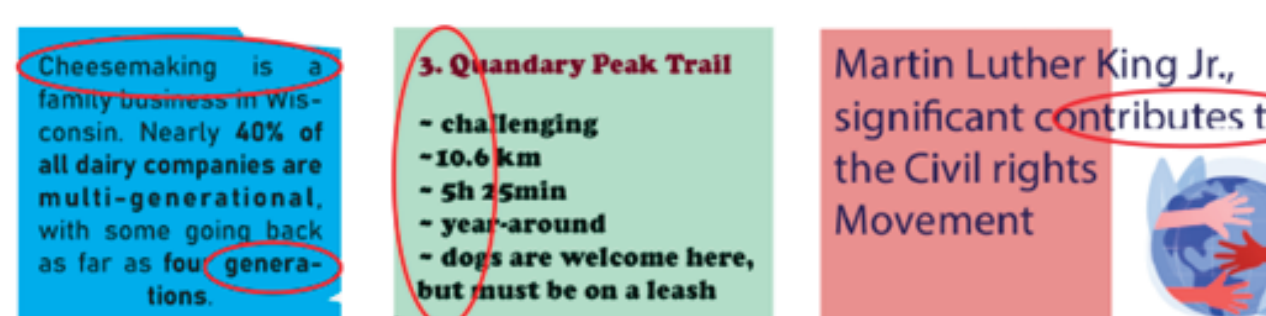 Cheesemaking is a
family business in Wis-
consin. Nearly 40% of
all dairy companies are
multi-generational,
with some going back
as far as four genera-
tions.
3. Quandary Peak Trail
~ challenging
~10.6 km
~ 5h 25min
~ year-around
~ dogs are welcome here,
but must be on a leash
Martin Luther King Jr.,
significant contributes t
the Civil rights
Movement